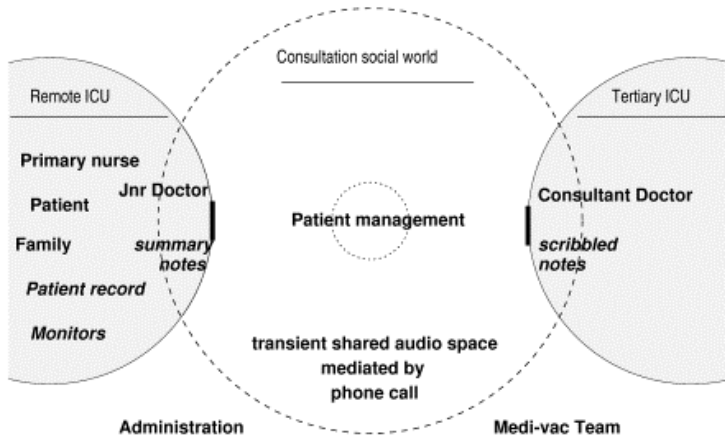 Consultation social world
Remote ICU
Tertiary ICU
Primary nurse
Jnr Doctor
Consultant Doctor
Patient
Patient management
Family
summary
notes
scribbled
notes
Patient record
Monitors
transient shared audio space
mediated by
phone call
Administration
Medi-vac Team